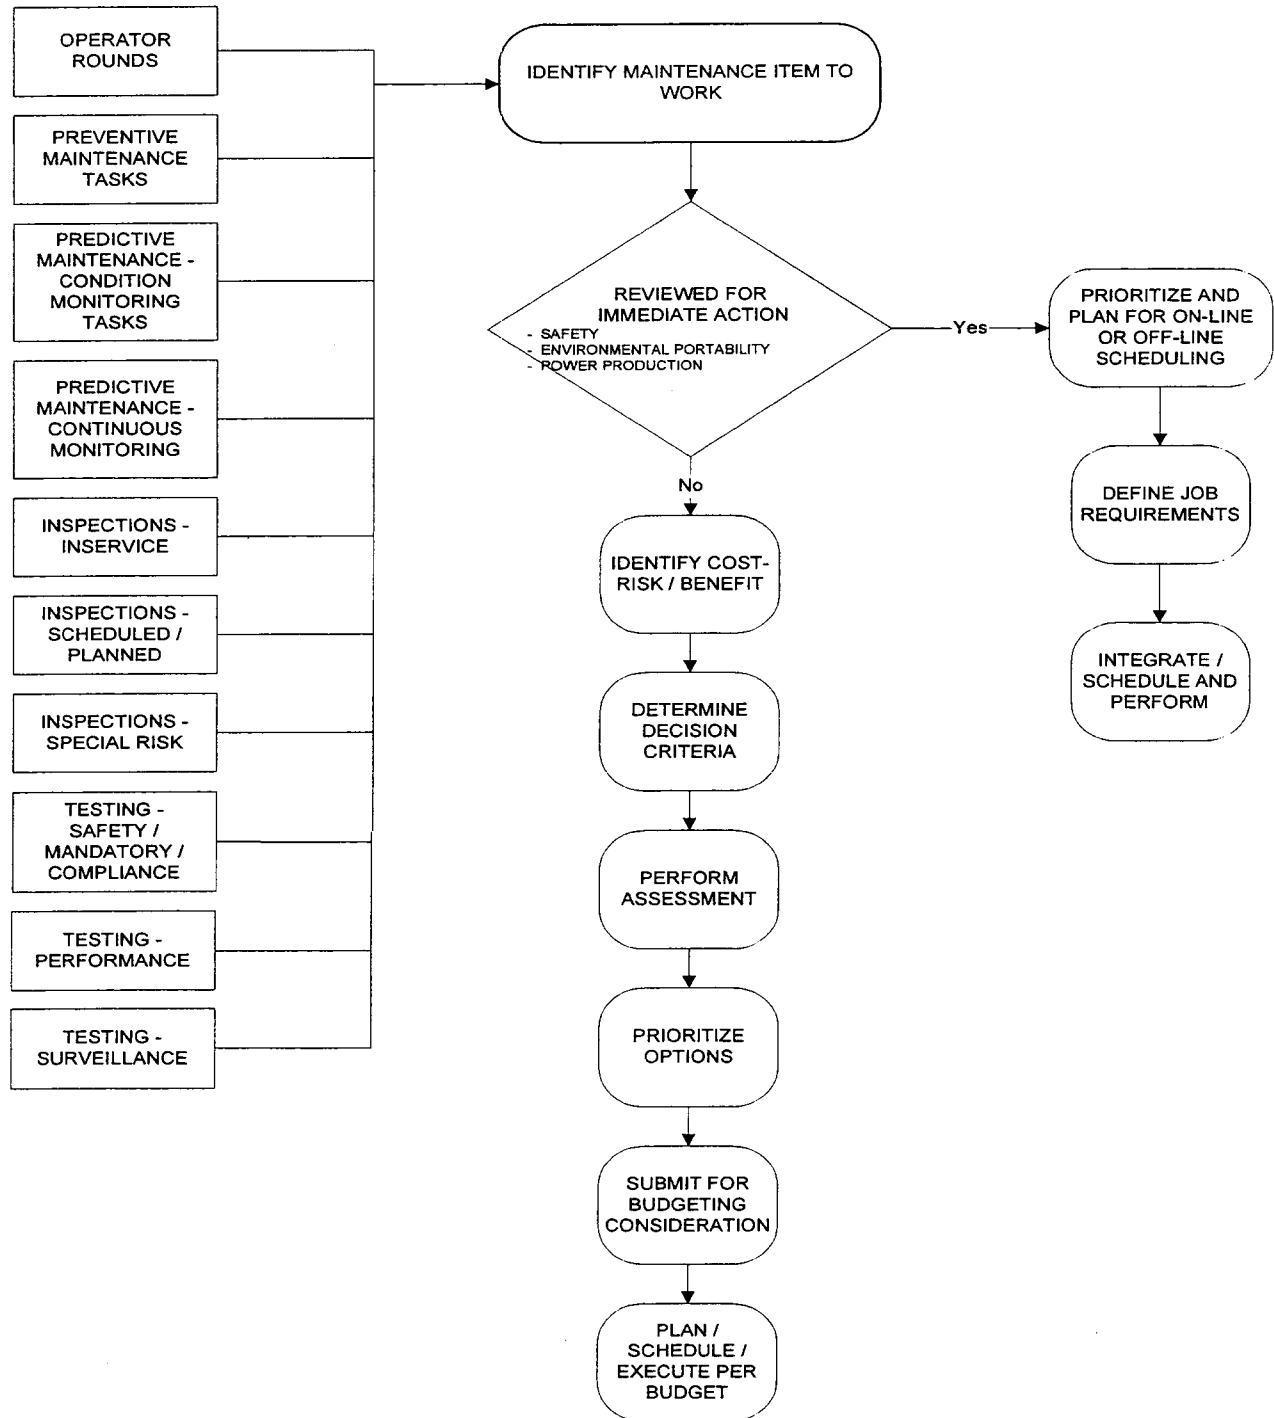 OPERATOR
ROUNDS
PREVENTIVE
MAINTENANCE
TASKS
PREDICTIVE
MAINTENANCE -
CONDITION
MONITORING
TASKS
PREDICTIVE
MAINTENANCE -
CONTINUOUS
MONITORING
INSPECTIONS -
INSERVICE
INSPECTIONS -
SCHEDULED /
PLANNED
INSPECTIONS -
SPECIAL RISK
TESTING -
SAFETY /
MANDATORY /
COMPLIANCE
TESTING -
PERFORMANCE
TESTING -
SURVEILLANCE
IDENTIFY MAINTENANCE ITEM TO
WORK
REVIEWED FOR
IMMEDIATE ACTION
- SAFETY
- ENVIRONMENTAL PORTABILITY
- POWER PRODUCTION
Yes
PRIORITIZE AND
PLAN FOR ON-LINE
OR OFF-LINE
SCHEDULING
DEFINE JOB
REQUIREMENTS
INTEGRATE /
SCHEDULE AND
PERFORM
No
IDENTIFY COST-
RISK / BENEFIT
DETERMINE
DECISION
CRITERIA
PERFORM
ASSESSMENT
PRIORITIZE
OPTIONS
SUBMIT FOR
BUDGETING
CONSIDERATION
PLAN /
SCHEDULE /
EXECUTE PER
BUDGET